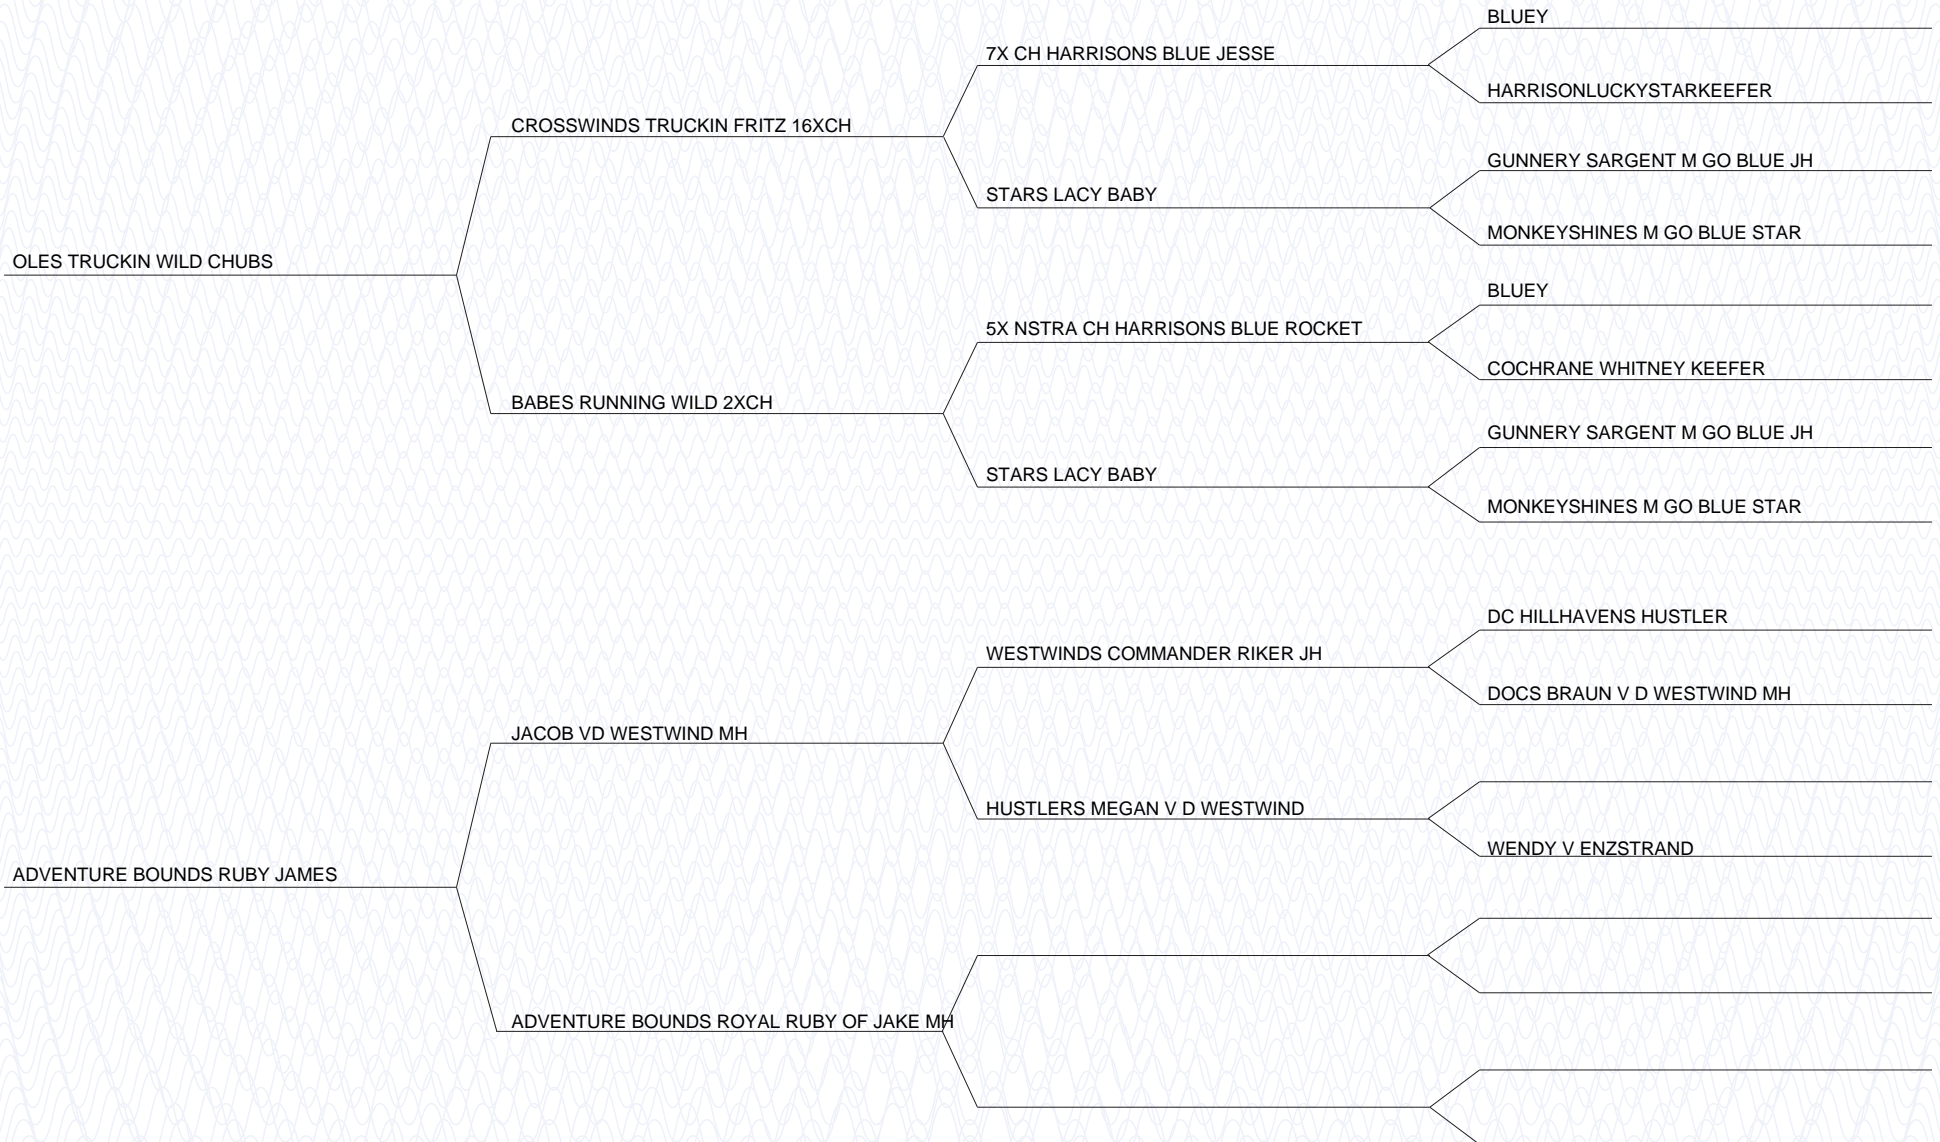 BLUEY
7X CH HARRISONS BLUE JESSE
HARRISONLUCKYSTARKEEFER
CROSSWINDS TRUCKIN FRITZ 16XCH
GUNNERY SARGENT M GO BLUE JH
STARS LACY BABY
MONKEYSHINES M GO BLUE STAR
OLES TRUCKIN WILD CHUBS
BLUEY
5X NSTRA CH HARRISONS BLUE ROCKET
COCHRANE WHITNEY KEEFER
BABES RUNNING WILD 2XCH
GUNNERY SARGENT M GO BLUE JH
STARS LACY BABY
MONKEYSHINES M GO BLUE STAR
DC HILLHAVENS HUSTLER
WESTWINDS COMMANDER RIKER JH
DOCS BRAUN V D WESTWIND MH
JACOB VD WESTWIND MH
HUSTLERS MEGAN V D WESTWIND
WENDY V ENZSTRAND
ADVENTURE BOUNDS RUBY JAMES
ADVENTURE BOUNDS ROYAL RUBY OF JAKE MH